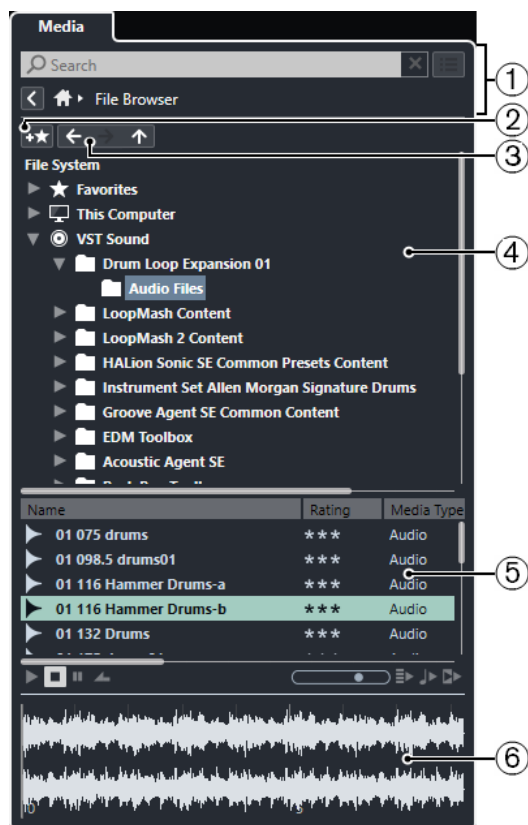 Media
Search
File Browser
1
2
3
File System
Favorites
This Computer
VST Sound
4
Drum Loop Expansion 01
Audio Files
LoopMash Content
LoopMash 2 Content
HALion Sonic SE Common Presets Content
Instrument Set Allen Morgan Signature Drums
Groove Agent SE Common Content
EDM Toolbox
Acoustic Agent SE
Name Rating Media Type
01 075 drums *** Audio
01 098.5 drums01 *** Audio
01 116 Hammer Drums-a *** Audio
5
01 116 Hammer Drums-b *** Audio
01 132 Drums *** Audio
6